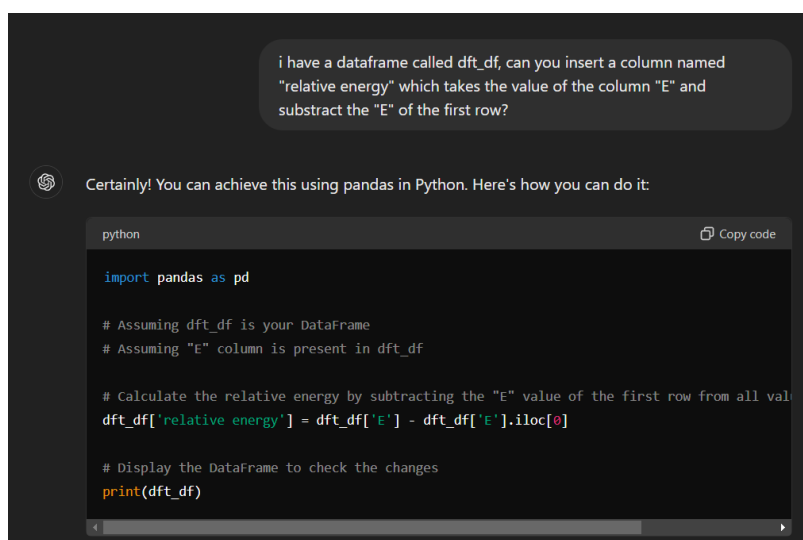 i have a dataframe called dft_df, can you insert a column named
"relative energy" which takes the value of the column "E" and
substract the "E" of the first row?
Certainly! You can achieve this using pandas in Python. Here's how you can do it:
python Copy code
import pandas as pd
# Assuming dft_df is your DataFrame
# Assuming "E" column is present in dft_df
# Calculate the relative energy by subtracting the "E" value of the first row from all
dft_df['relative energy'] = dft_df['E'] - dft_df['E'].iloc[0]
# Display the DataFrame to check the changes
print(dft_df)